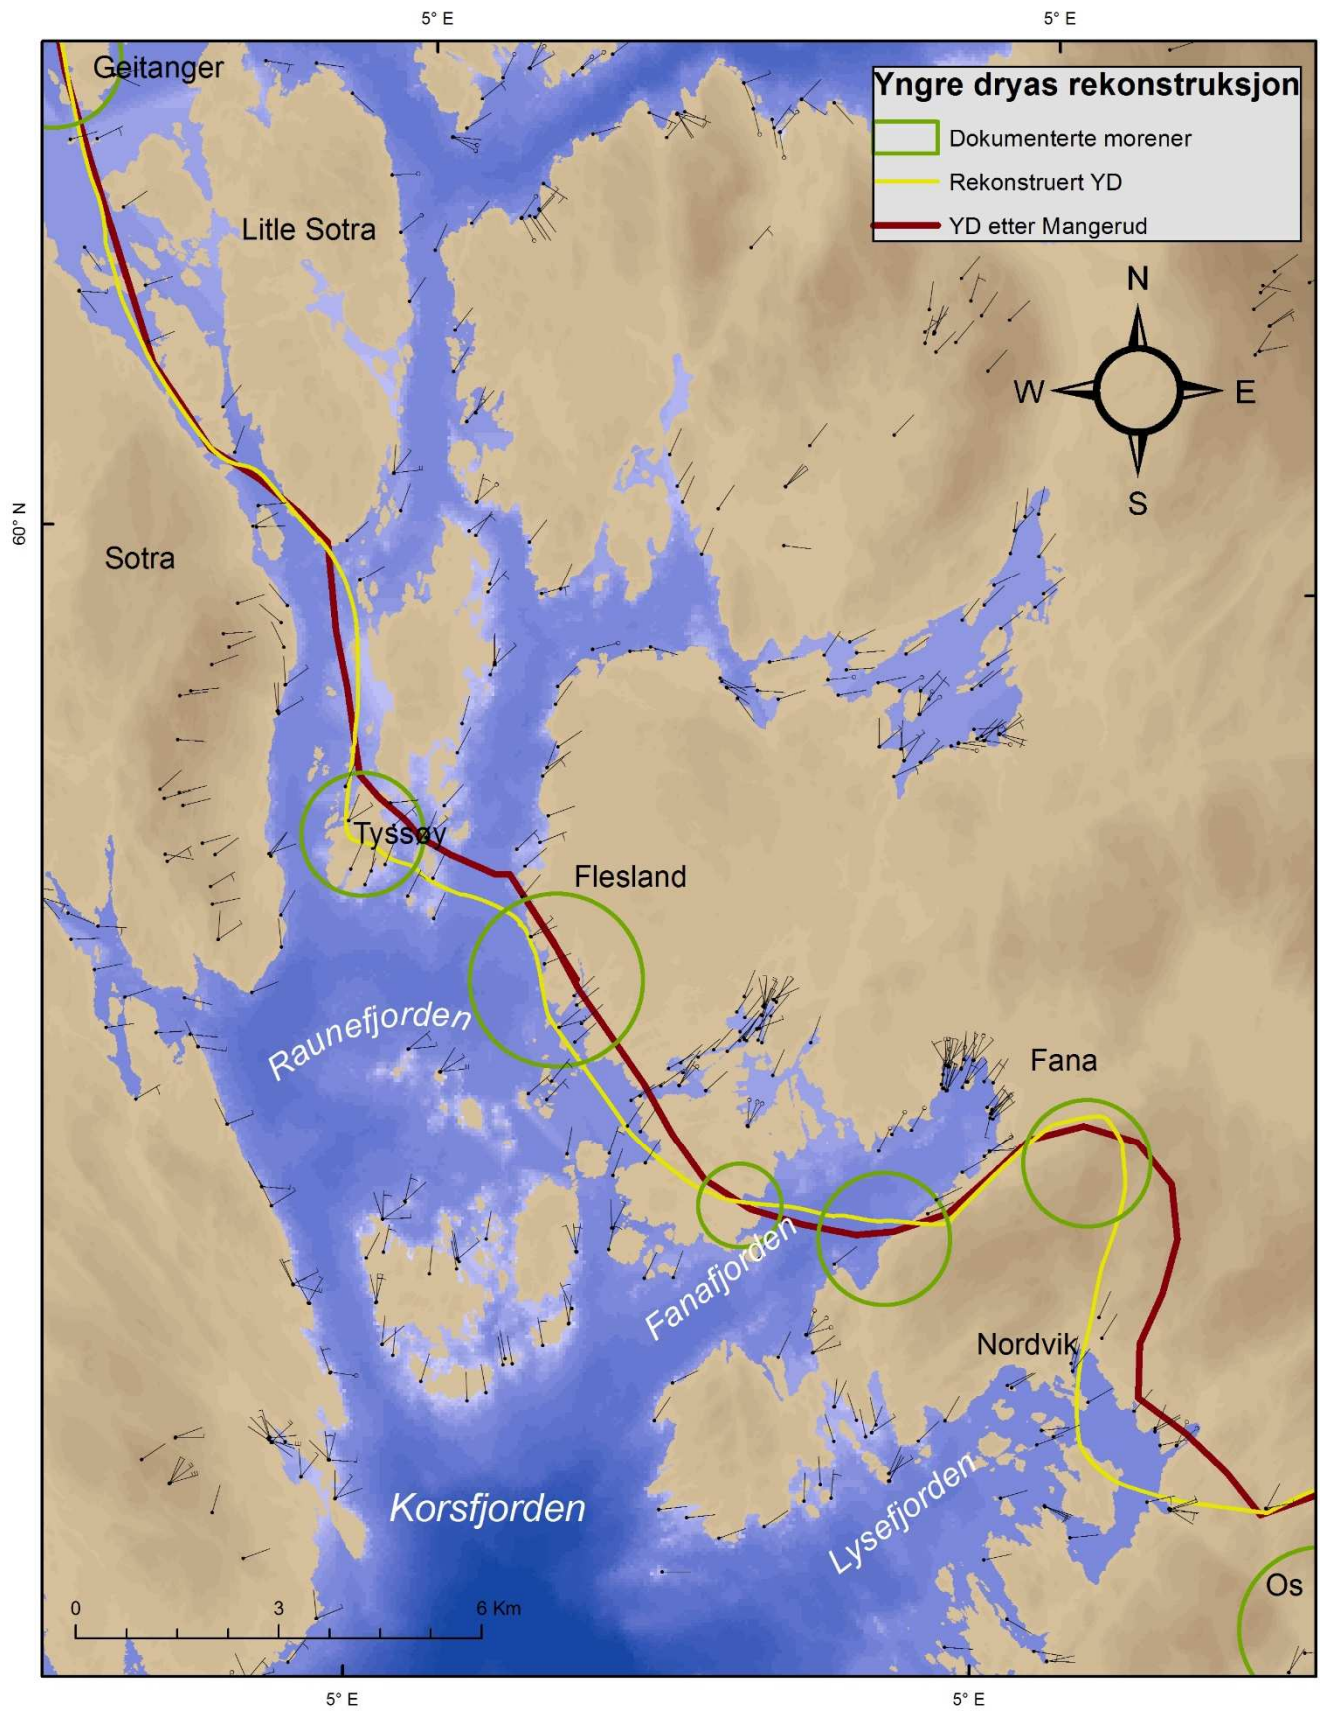 5° E
5° E
Geitanger
Yngre dryas rekonstruksjon
Dokumenterte morener
Rekonstruert YD
YD etter Mangerud
Litle Sotra
N
W
E
S
60° N
Sotra
Tyssøy
Flesland
Raunefjorden
Fana
Fanafjorden
Nordvik
Korsfjorden
Lysefjorden
Os
0 3 6 Km
5° E
5° E